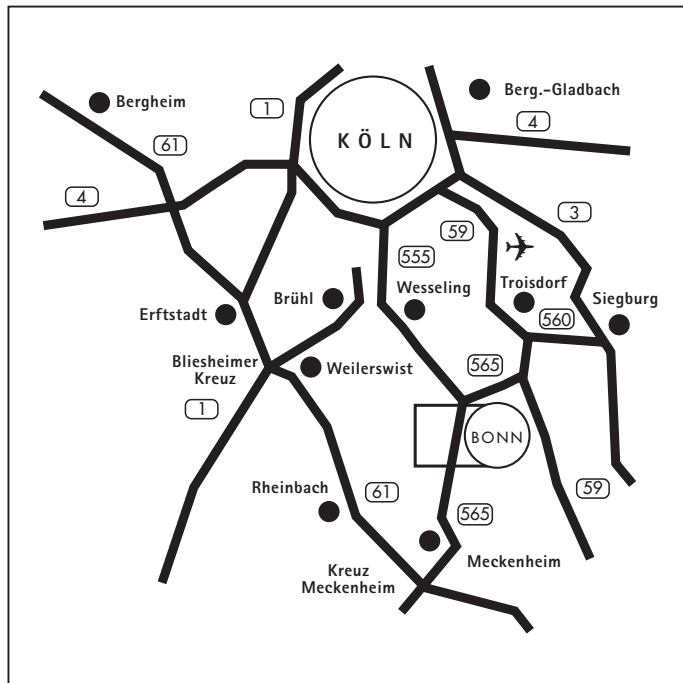 1
Berg.-Gladbach
Bergheim
KÖLN
4
61
4
3
59
555
Troisdorf
Brühl
Wesseling
Siegburg
Erftstadt
560
Bliesheimer
Kreuz
Weilerswist
565
1
BONN
Rheinbach
61
59
565
Meckenheim
Kreuz
Meckenheim